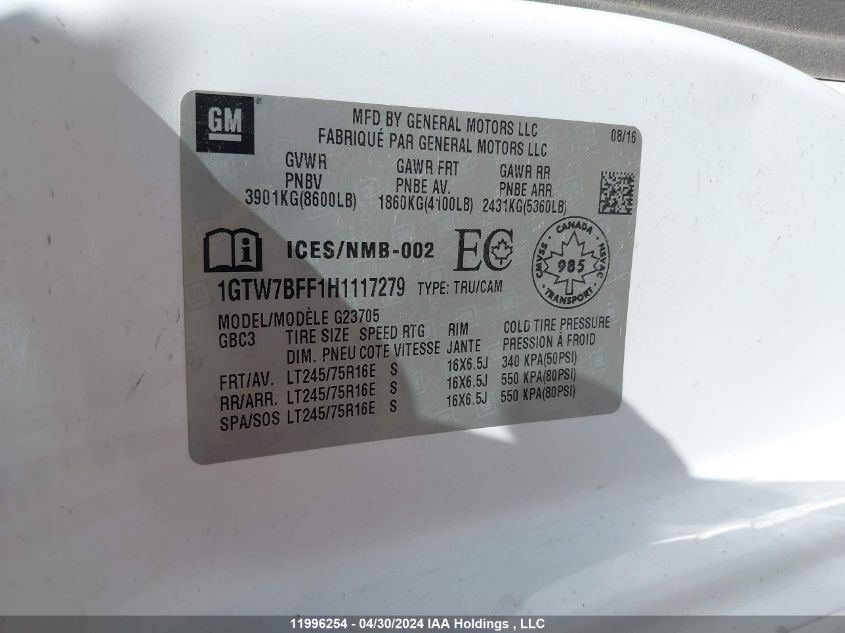 GM
MFD BY GENERAL MOTORS LLC
FABRIQUÉ PAR GENERAL MOTORS LLC
08/16
GVWR GAWR FRT GAWR RR
PNBV PNBE AV. PNBE ARR.
3901KG(8600LB) 1860KG(4100LB) 2431KG(5360LB)
i ICES/NMB-002 EC
CANADA CMVSS NSVAC 985 TRANSPORT
1GTW7BFF1H1117279 TYPE: TRU/CAM
MODEL/MODÈLE G23705
GBC3 TIRE SIZE SPEED RTG RIM COLD TIRE PRESSURE
DIM. PNEU COTE VITESSE JANTE PRESSION À FROID
FRT/AV. LT245/75R16E S 16X6.5J 340 KPA(50PSI)
RR/ARR. LT245/75R16E S 16X6.5J 550 KPA(80PSI)
SPA/SOS LT245/75R16E S 16X6.5J 550 KPA(80PSI)
11996254 - 04/30/2024 IAA Holdings , LLC